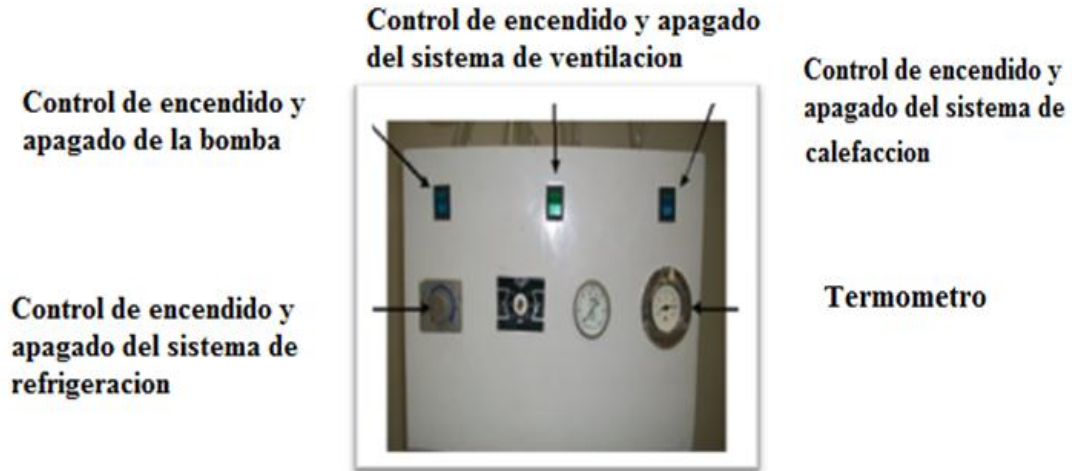 Control de encendido y apagado
del sistema de ventilacion
Control de encendido y
apagado de la bomba
Control de encendido y
apagado del sistema de
calefaccion
Control de encendido y
apagado del sistema de
refrigeracion
Termometro